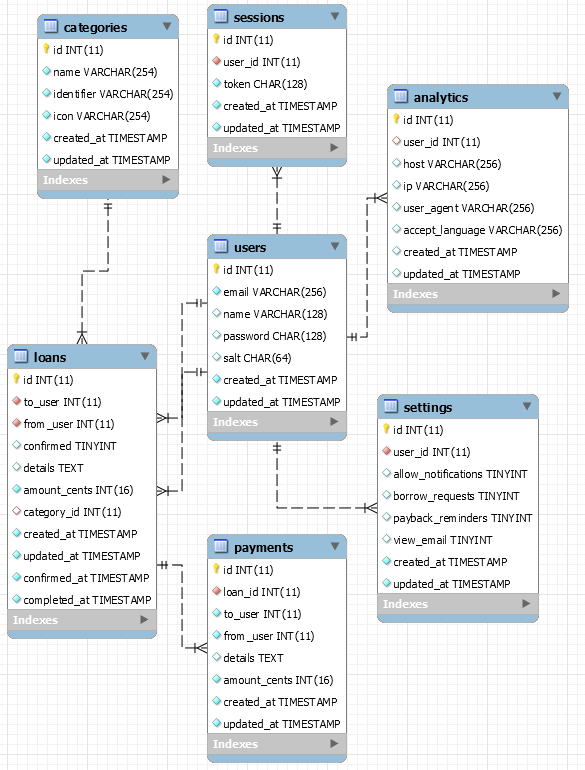 categories
id INT(11)
name VARCHAR(254)
identifier VARCHAR(254)
icon VARCHAR(254)
created_at TIMESTAMP
updated_at TIMESTAMP
Indexes
sessions
id INT(11)
user_id INT(11)
token CHAR(128)
created_at TIMESTAMP
updated_at TIMESTAMP
Indexes
analytics
id INT(11)
user_id INT(11)
host VARCHAR(256)
ip VARCHAR(256)
user_agent VARCHAR(256)
accept_language VARCHAR(256)
created_at TIMESTAMP
updated_at TIMESTAMP
Indexes
users
id INT(11)
email VARCHAR(256)
name VARCHAR(128)
password CHAR(128)
salt CHAR(64)
created_at TIMESTAMP
updated_at TIMESTAMP
loans
id INT(11)
to_user INT(11)
from_user INT(11)
confirmed TINYINT
details TEXT
amount_cents INT(16)
category_id INT(11)
created_at TIMESTAMP
updated_at TIMESTAMP
confirmed_at TIMESTAMP
completed_at TIMESTAMP
Indexes
settings
id INT(11)
user_id INT(11)
allow_notifications TINYINT
borrow_requests TINYINT
payback_reminders TINYINT
view_email TINYINT
created_at TIMESTAMP
updated_at TIMESTAMP
Indexes
payments
id INT(11)
loan_id INT(11)
to_user INT(11)
from_user INT(11)
details TEXT
amount_cents INT(16)
created_at TIMESTAMP
updated_at TIMESTAMP
Indexes